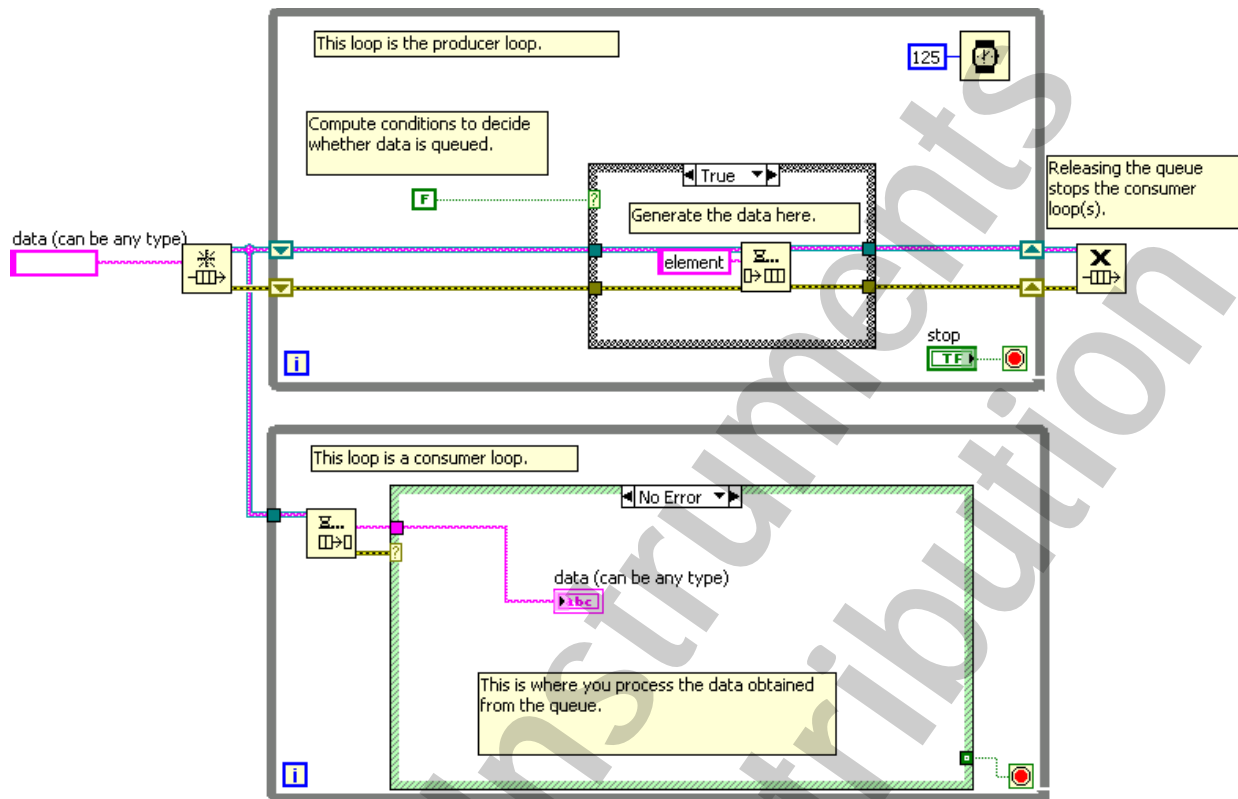 This loop is the producer loop.
125
Compute conditions to decide
whether data is queued.
True
Releasing the queue
stops the consumer
loop(s).
F
?
Generate the data here.
data (can be any type)
element
stop
TF
i
This loop is a consumer loop.
No Error
?
data (can be any type)
abc
This is where you process the data obtained
from the queue.
i
Instruments
tribution